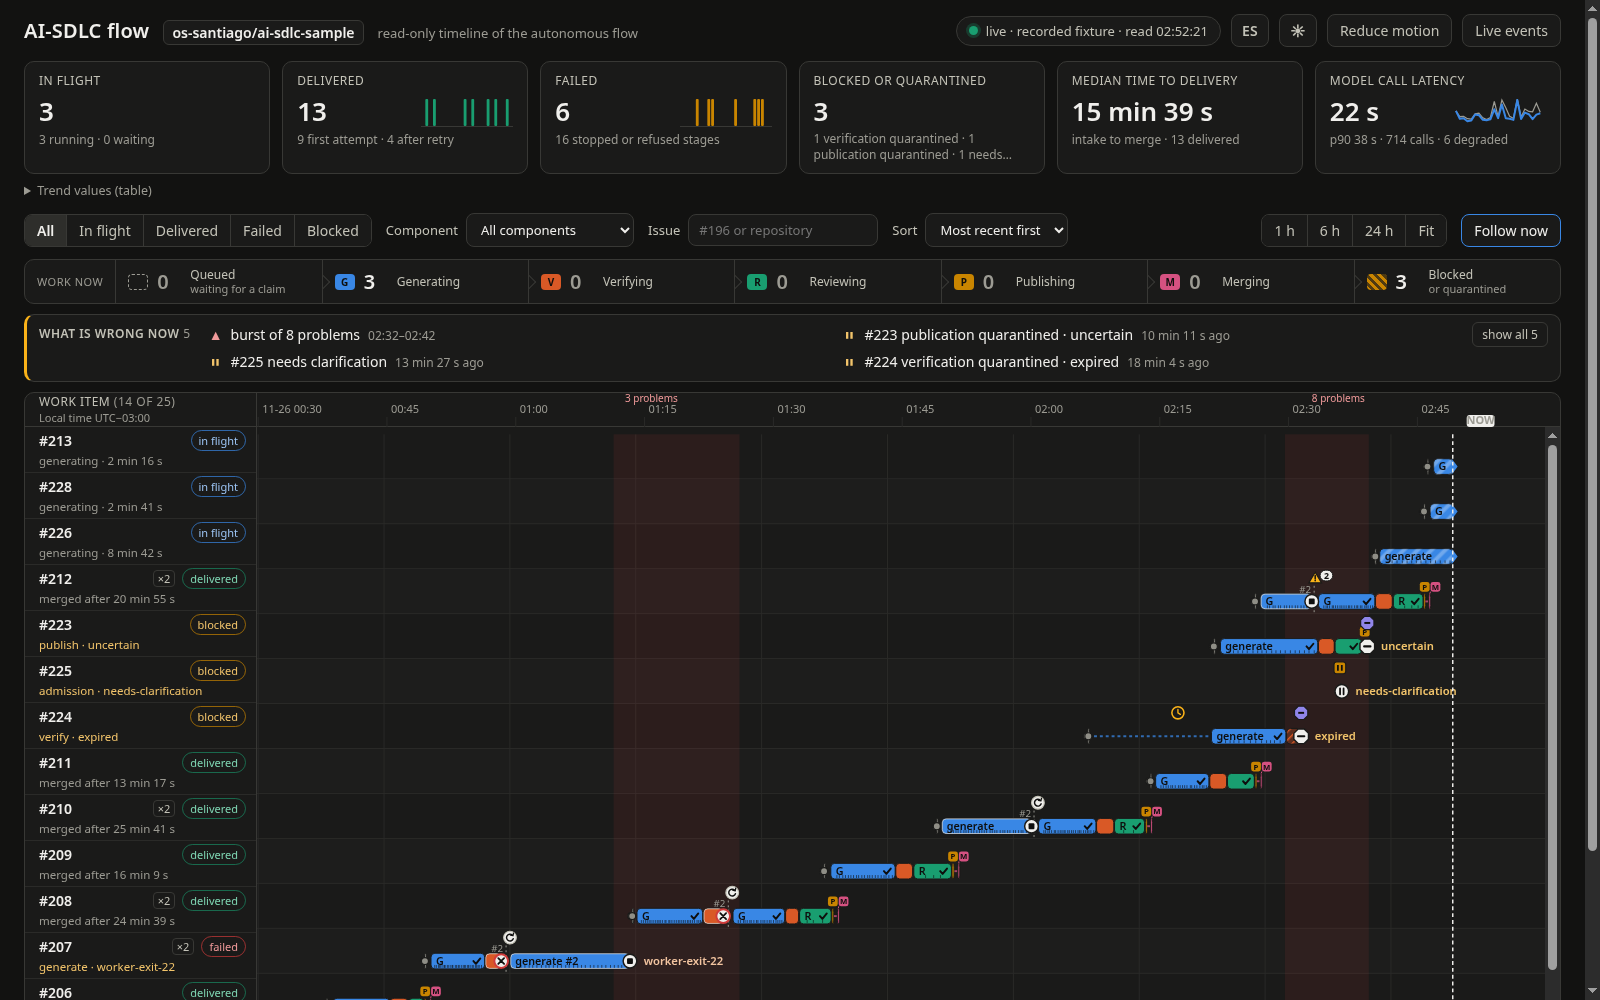 AI-SDLC flow os-santiago/ai-sdlc-sample read-only timeline of the autonomous flow
live · recorded fixture · read 02:52:21 ES Reduce motion Live events
IN FLIGHT
3
3 running · 0 waiting
DELIVERED
13
9 first attempt · 4 after retry
FAILED
6
16 stopped or refused stages
BLOCKED OR QUARANTINED
3
1 verification quarantined · 1
publication quarantined · 1 needs...
MEDIAN TIME TO DELIVERY
15 min 39 s
intake to merge · 13 delivered
MODEL CALL LATENCY
22 s
p90 38 s · 714 calls · 6 degraded
Trend values (table)
All In flight Delivered Failed Blocked Component All components Issue #196 or repository Sort Most recent first 1 h 6 h 24 h Fit Follow now
WORK NOW
0 Queued
waiting for a claim
G 3 Generating
V 0 Verifying
R 0 Reviewing
P 0 Publishing
M 0 Merging
3 Blocked
or quarantined
WHAT IS WRONG NOW 5
burst of 8 problems 02:32–02:42
#223 publication quarantined · uncertain 10 min 11 s ago
show all 5
#225 needs clarification 13 min 27 s ago
#224 verification quarantined · expired 18 min 4 s ago
WORK ITEM (14 OF 25)
Local time UTC−03:00
3 problems 8 problems
11-26 00:30 00:45 01:00 01:15 01:30 01:45 02:00 02:15 02:30 02:45
NOW
#213 in flight
generating · 2 min 16 s
G
#228 in flight
generating · 2 min 41 s
G
#226 in flight
generating · 8 min 42 s
generate
#212 ×2 delivered
merged after 20 min 55 s
2
#2 P M
G G R
#223 blocked
publish · uncertain
P
generate uncertain
#225 blocked
admission · needs-clarification
needs-clarification
#224 blocked
verify · expired
generate expired
#211 delivered
merged after 13 min 17 s
P M
G
#210 ×2 delivered
merged after 25 min 41 s
#2 P M
generate G R
#209 delivered
merged after 16 min 9 s
P M
G R
#208 ×2 delivered
merged after 24 min 39 s
#2 P M
G G R
#207 ×2 failed
generate · worker-exit-22
#2
G generate #2 worker-exit-22
#206 delivered
P M